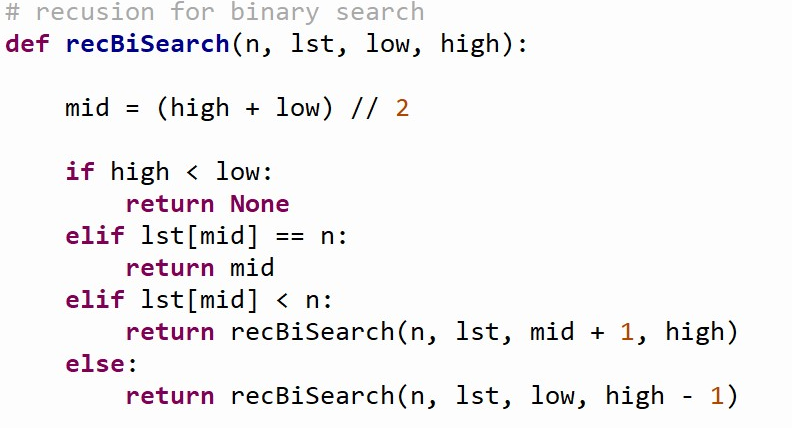 # recusion for binary search
def recBiSearch(n, lst, low, high):
    mid = (high + low) // 2
    if high < low:
        return None
    elif lst[mid] == n:
        return mid
    elif lst[mid] < n:
        return recBiSearch(n, lst, mid + 1, high)
    else:
        return recBiSearch(n, lst, low, high - 1)